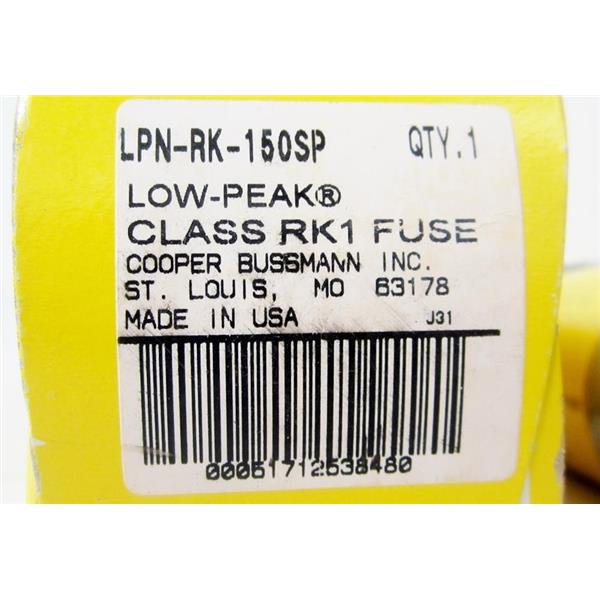 LPN-RK-150SP QTY.1
LOW-PEAK®
CLASS RK1 FUSE
COOPER BUSSMANN INC.
ST. LOUIS, MO 63178
MADE IN USA J31
00051712538480